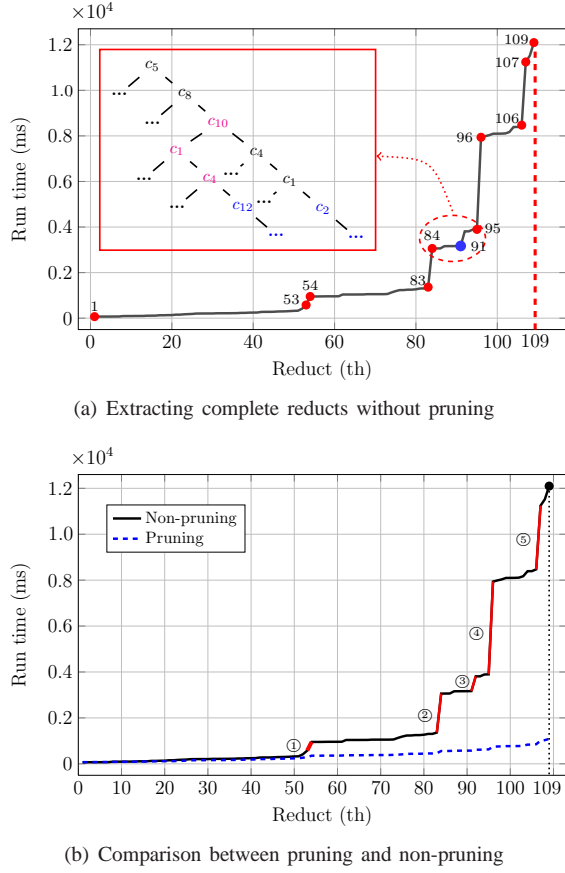 ×10⁴
1.2
1.0
0.8
0.6
0.4
0.2
0
Run time (ms)
c₅
...
c₈
...
c₁₀
c₁
c₄
...
c₄
...
c₁
...
c₁₂
...
c₂
...
...
1
53
54
83
84
91
95
96
106
107
109
0 20 40 60 80 100
109
Reduct (th)
(a) Extracting complete reducts without pruning
×10⁴
1.2
1.0
0.8
0.6
0.4
0.2
0
Run time (ms)
Non-pruning
Pruning
①
②
③
④
⑤
0 10 20 30 40 50 60 70 80 90 100 109
Reduct (th)
(b) Comparison between pruning and non-pruning